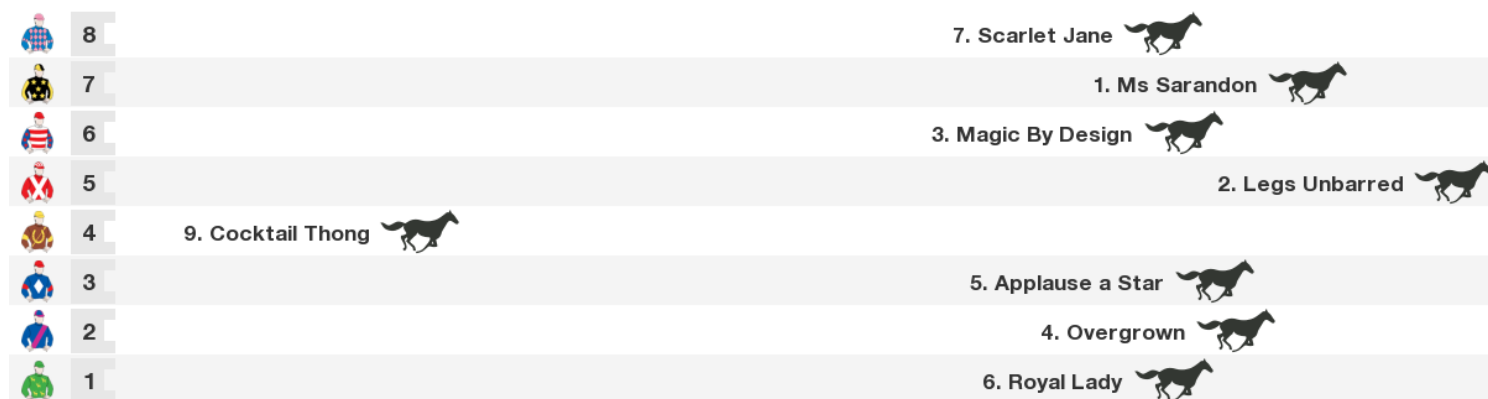 8 7. Scarlet Jane
7 1. Ms Sarandon
6 3. Magic By Design
5 2. Legs Unbarred
4 9. Cocktail Thong
3 5. Applause a Star
2 4. Overgrown
1 6. Royal Lady